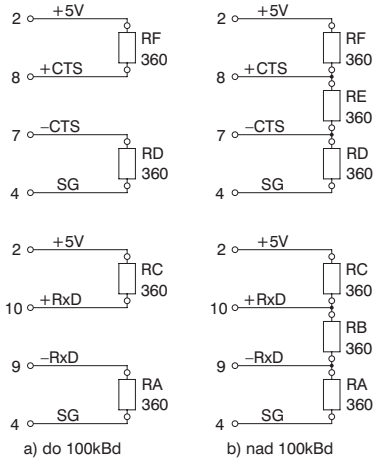 2 +5V RF 360
8 +CTS
7 −CTS RD 360
4 SG
2 +5V RC 360
10 +RxD
9 −RxD RA 360
4 SG
a) do 100kBd
2 +5V RF 360
8 +CTS RE 360
7 −CTS RD 360
4 SG
2 +5V RC 360
10 +RxD RB 360
9 −RxD RA 360
4 SG
b) nad 100kBd